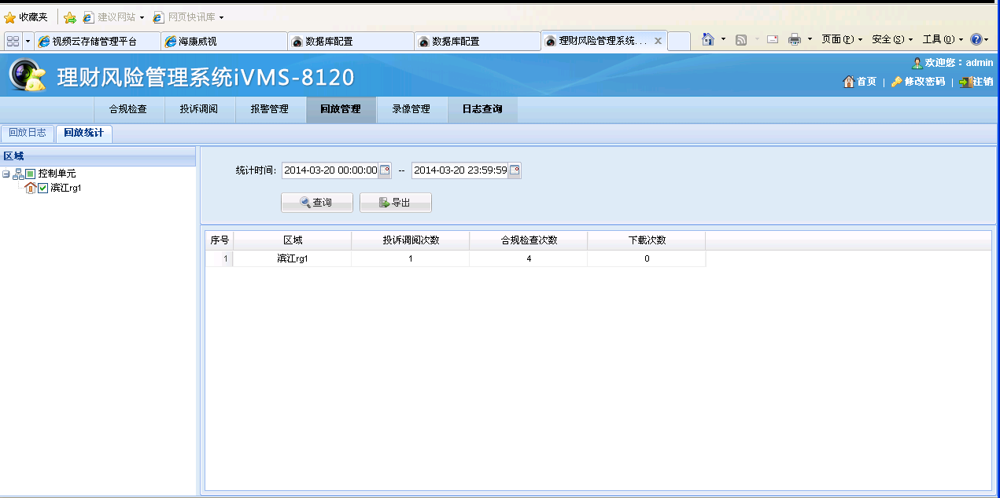 收藏夹 建议网站 网页快讯库
视频云存储管理平台 海康威视 数据库配置 数据库配置 理财风险管理系统... 页面(P) 安全(S) 工具(O)
理财风险管理系统iVMS-8120
欢迎您：admin
首页 | 修改密码 | 注销
合规检查 投诉调阅 报警管理 回放管理 录像管理 日志查询
回放日志 回放统计
区域
控制单元
滨江rg1
统计时间: 2014-03-20 00:00:00 -- 2014-03-20 23:59:59
查询 导出
序号 区域 投诉调阅次数 合规检查次数 下载次数
1 滨江rg1 1 4 0